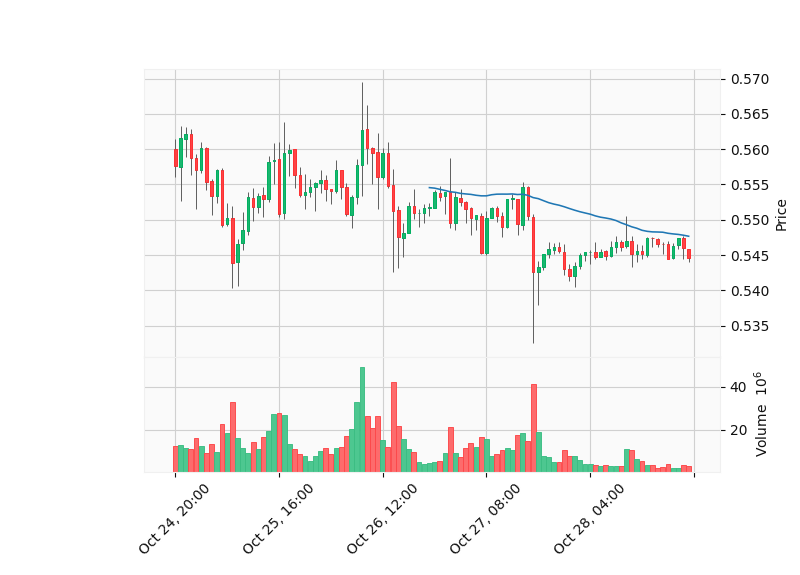 0.570
0.565
0.560
0.555
0.550
0.545
0.540
0.535
Price
40
20
Volume 10⁶
Oct 24, 20:00
Oct 25, 16:00
Oct 26, 12:00
Oct 27, 08:00
Oct 28, 04:00